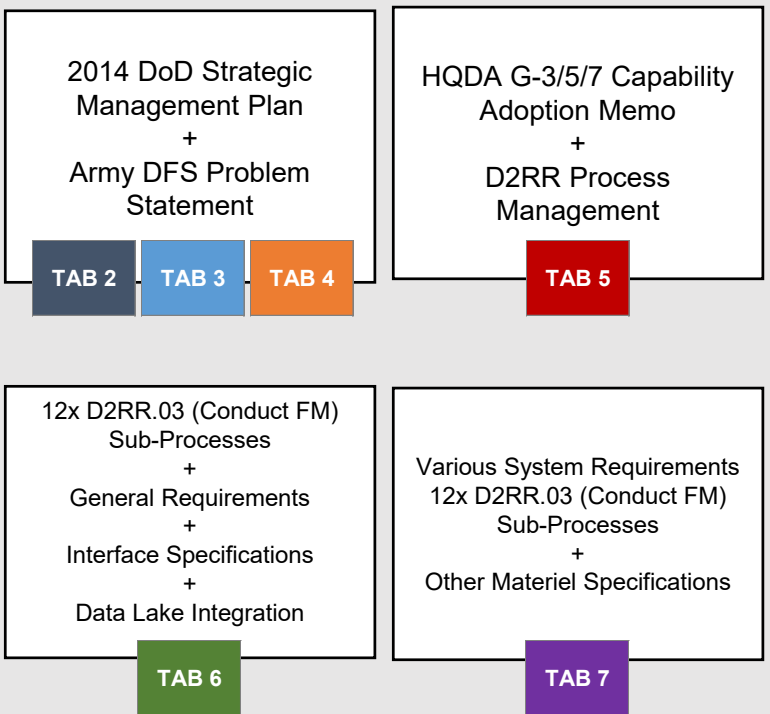 2014 DoD Strategic
Management Plan
+
Army DFS Problem
Statement
TAB 2
TAB 3
TAB 4
HQDA G-3/5/7 Capability
Adoption Memo
+
D2RR Process
Management
TAB 5
12x D2RR.03 (Conduct FM)
Sub-Processes
+
General Requirements
+
Interface Specifications
+
Data Lake Integration
TAB 6
Various System Requirements
12x D2RR.03 (Conduct FM)
Sub-Processes
+
Other Materiel Specifications
TAB 7